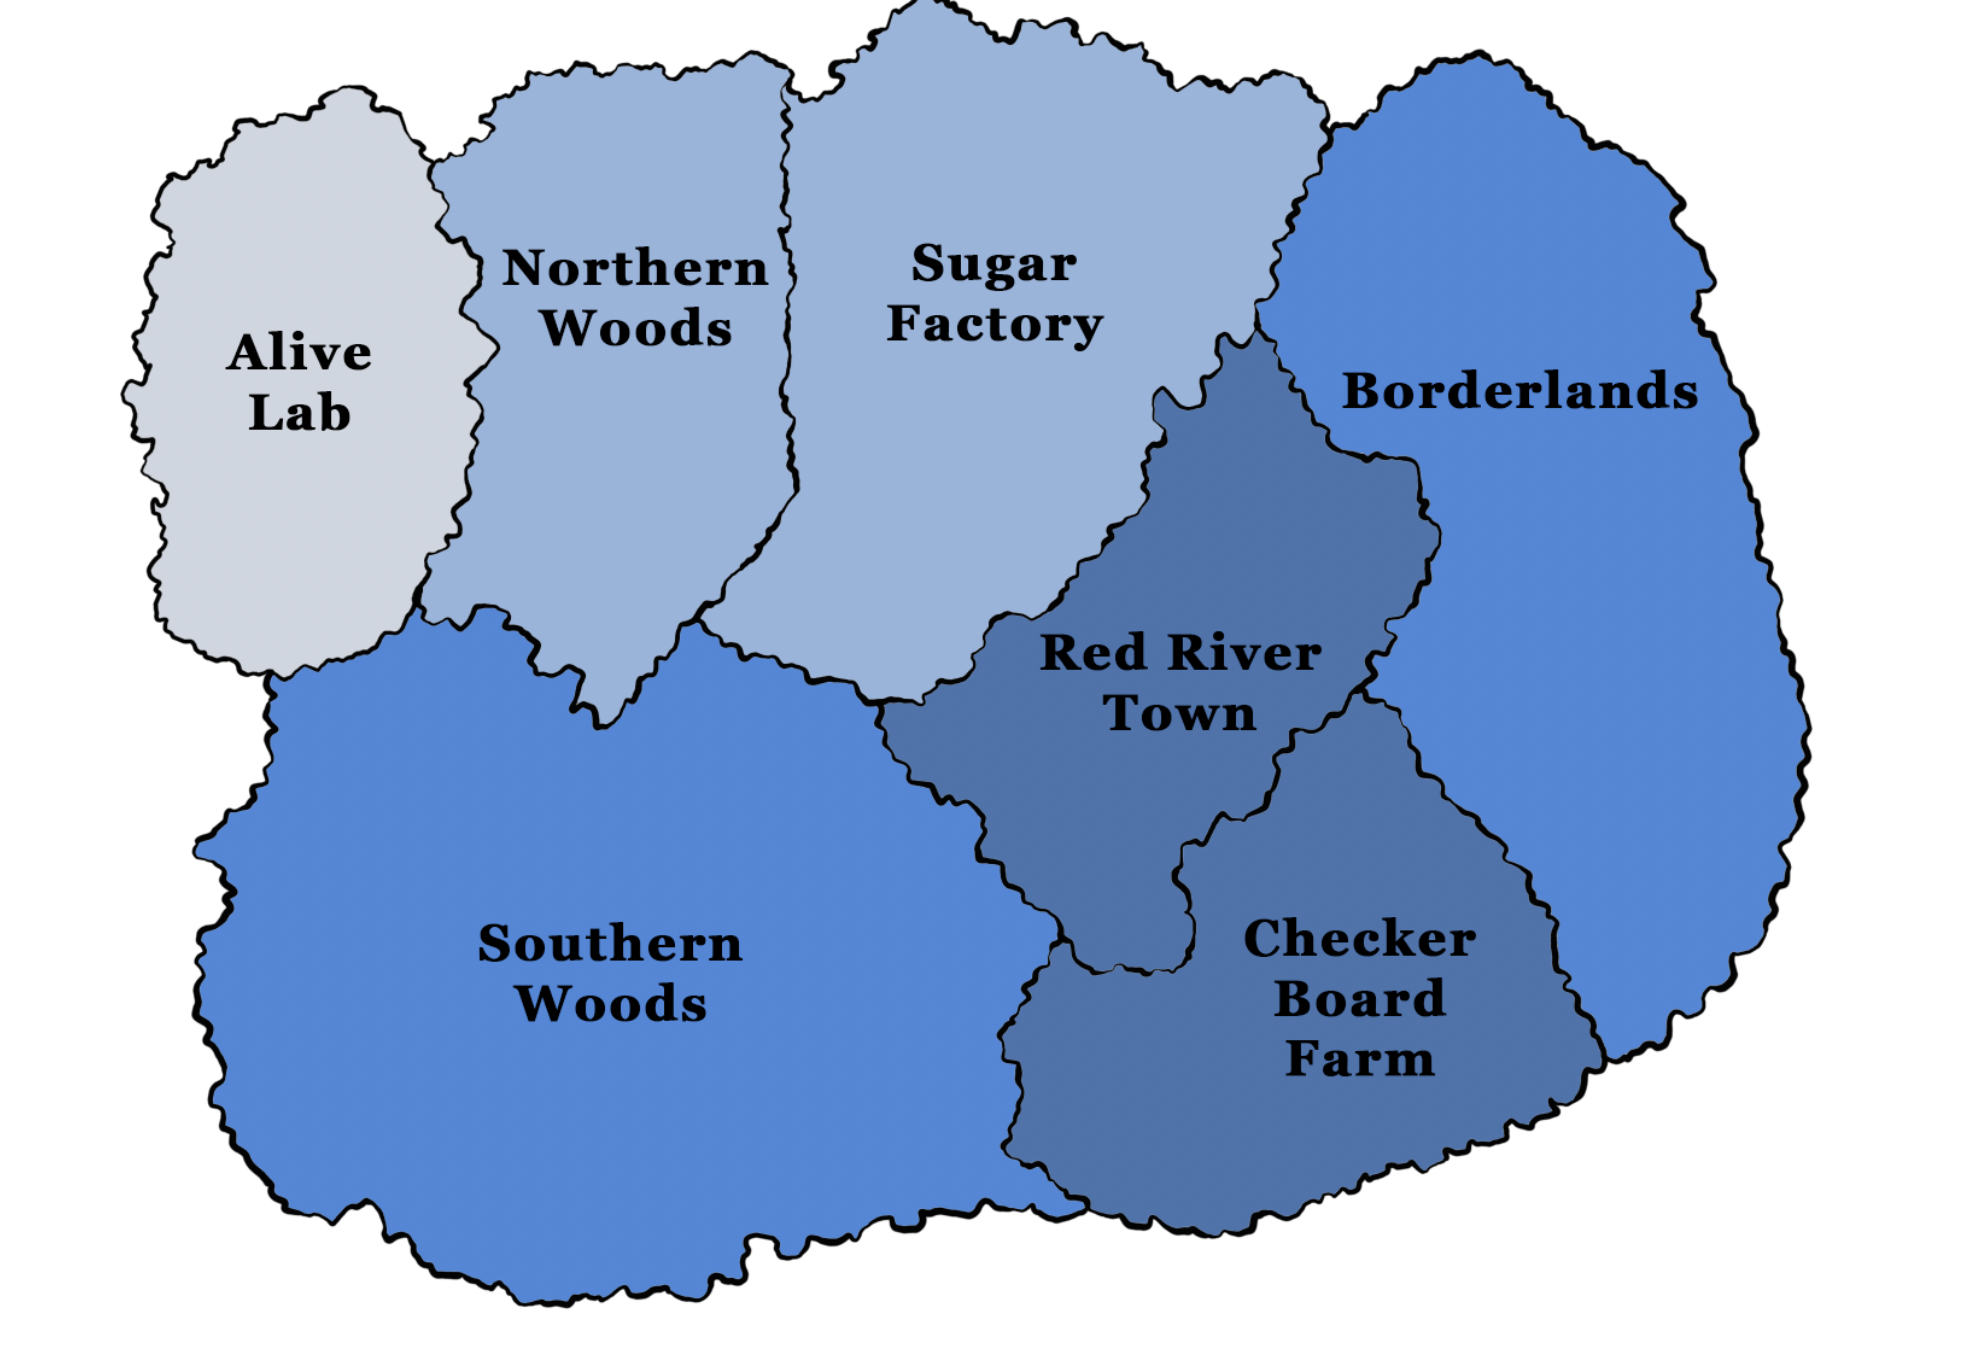 Alive
Lab
Northern
Woods
Sugar
Factory
Borderlands
Red River
Town
Southern
Woods
Checker
Board
Farm